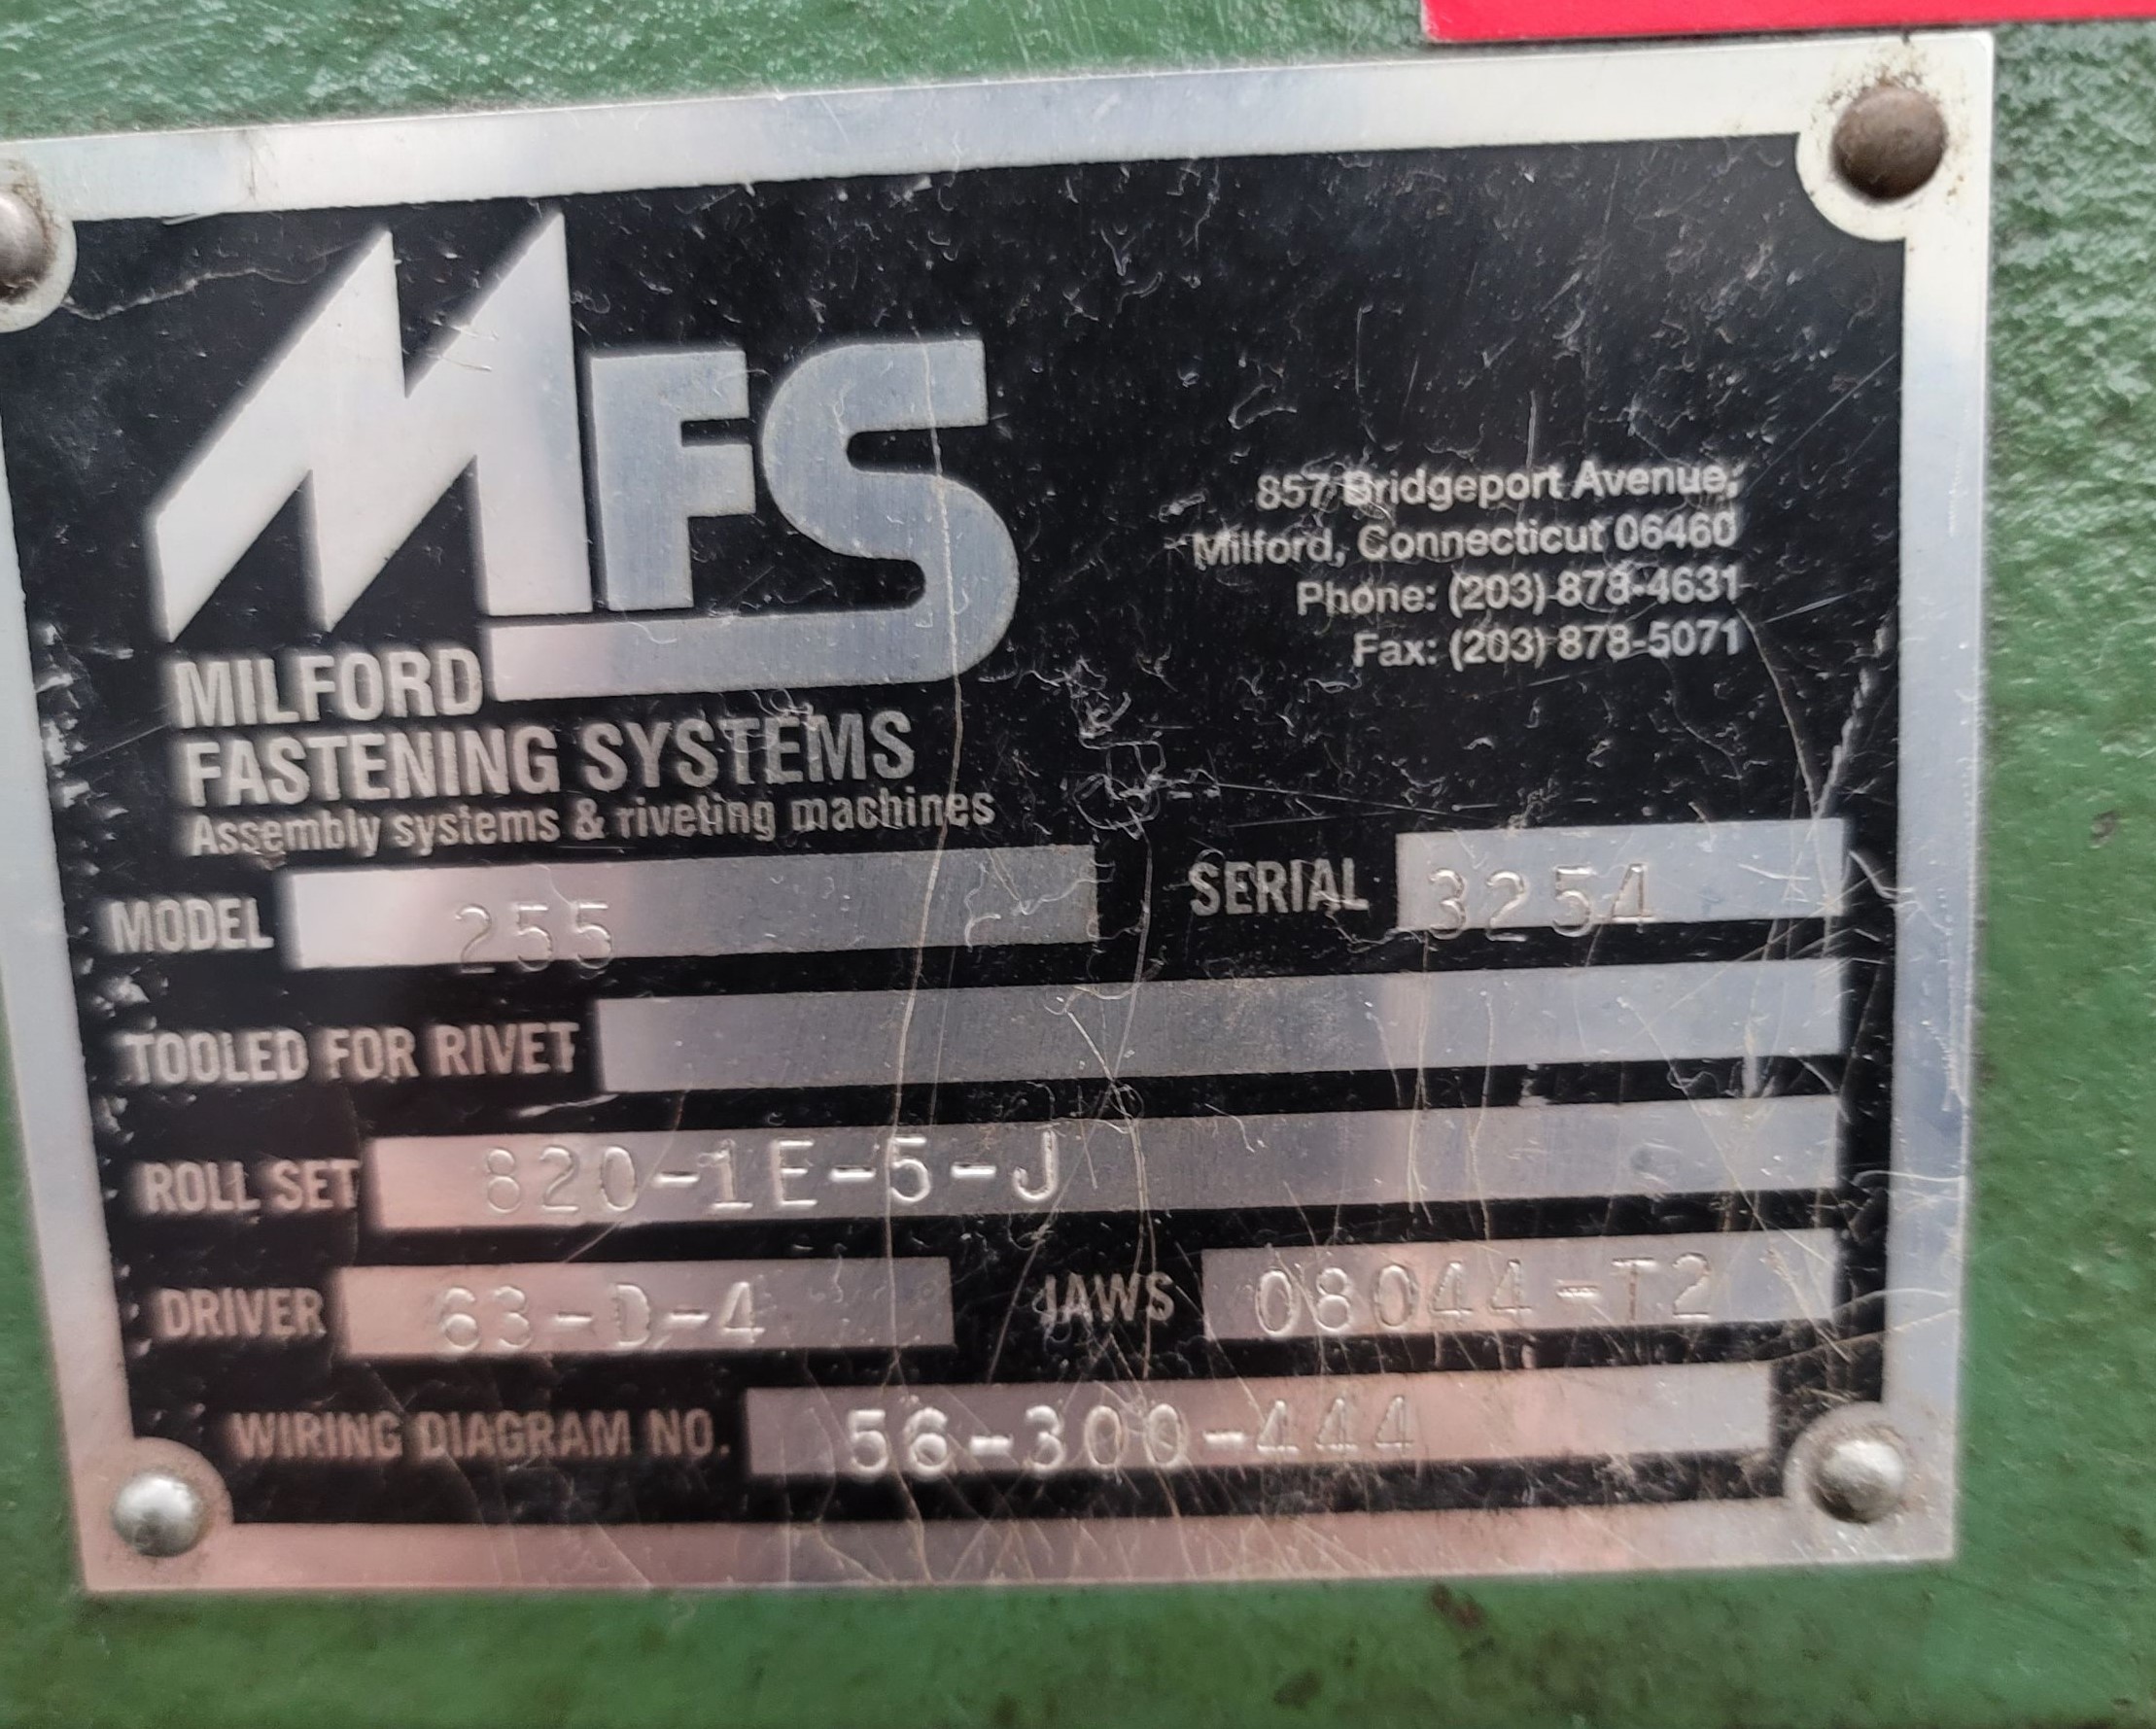 MFS
857 Bridgeport Avenue,
Milford, Connecticut 06460
Phone: (203) 878-4631
Fax: (203) 878-5071
MILFORD
FASTENING SYSTEMS
Assembly systems & riveting machines
MODEL 255 SERIAL 3254
TOOLED FOR RIVET
ROLL SET 820-1E-5-J
DRIVER 63-D-4 JAWS 08044-T2
WIRING DIAGRAM NO. 56-300-444